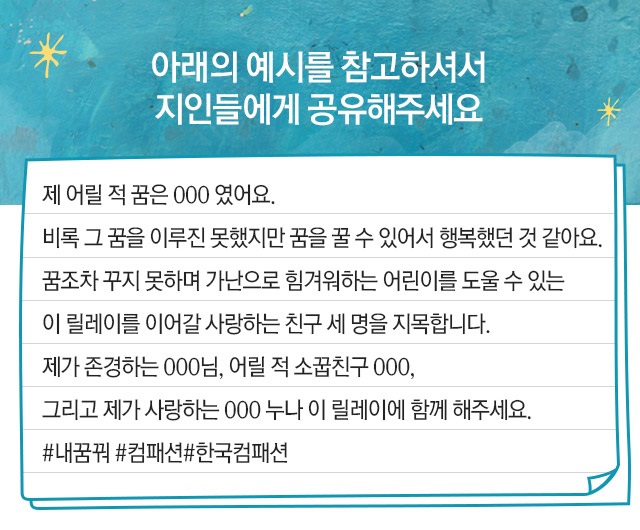 아래의 예시를 참고하셔서
지인들에게 공유해주세요
제 어릴 적 꿈은 000 였어요.
비록 그 꿈을 이루진 못했지만 꿈을 꿀 수 있어서 행복했던 것 같아요.
꿈조차 꾸지 못하며 가난으로 힘겨워하는 어린이를 도울 수 있는
이 릴레이를 이어갈 사랑하는 친구 세 명을 지목합니다.
제가 존경하는 000님, 어릴 적 소꿉친구 000,
그리고 제가 사랑하는 000 누나 이 릴레이에 함께 해주세요.
#내꿈꿔 #컴패션#한국컴패션